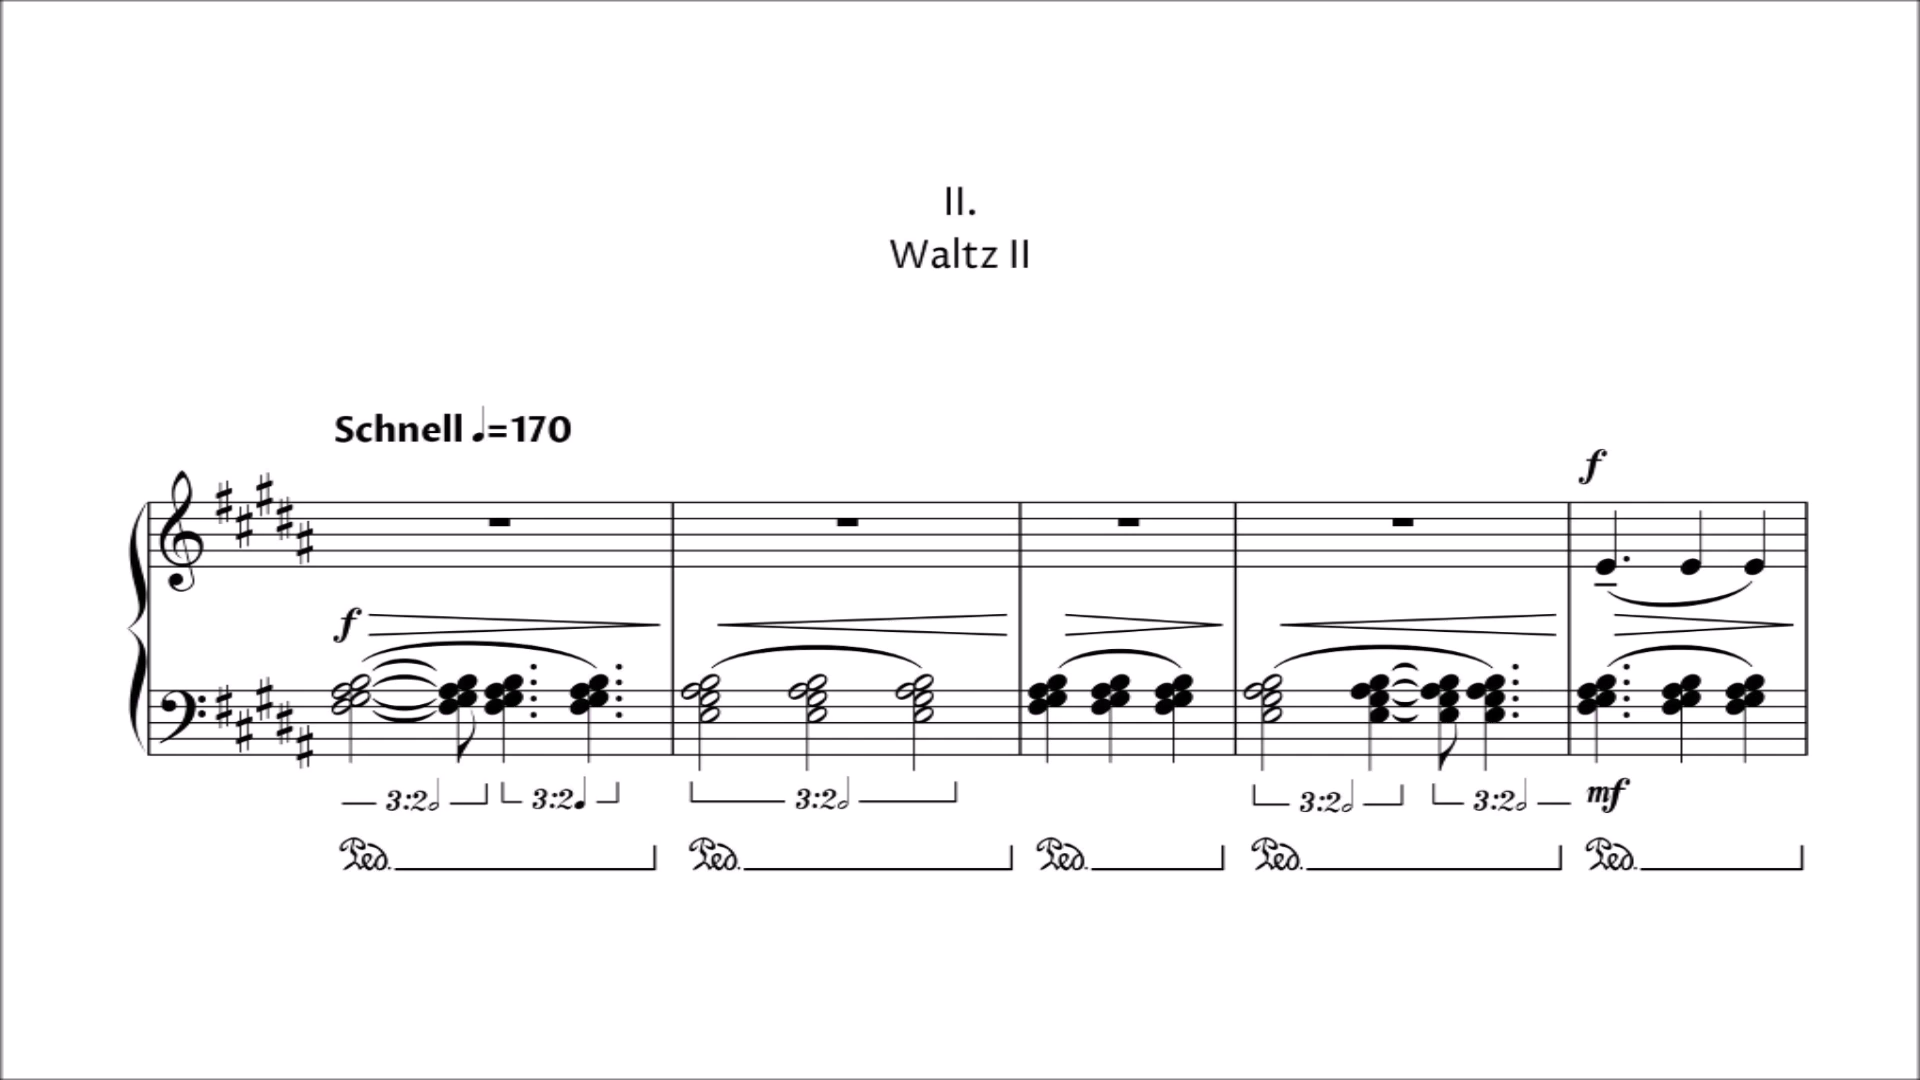 II.
Waltz II
Schnell ♩=170
f
f
3:2 3:2 3:2 3:2 3:2 mf
Ped. Ped. Ped. Ped. Ped.